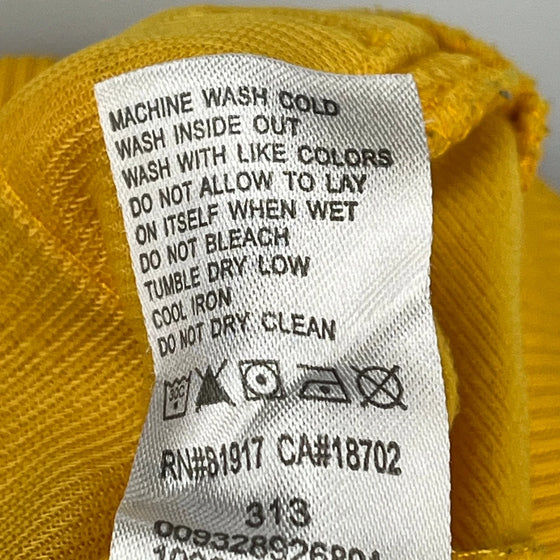 MACHINE WASH COLD
WASH INSIDE OUT
WASH WITH LIKE COLORS
DO NOT ALLOW TO LAY
ON ITSELF WHEN WET
DO NOT BLEACH
TUMBLE DRY LOW
COOL IRON
DO NOT DRY CLEAN
RN#81917 CA#18702
313